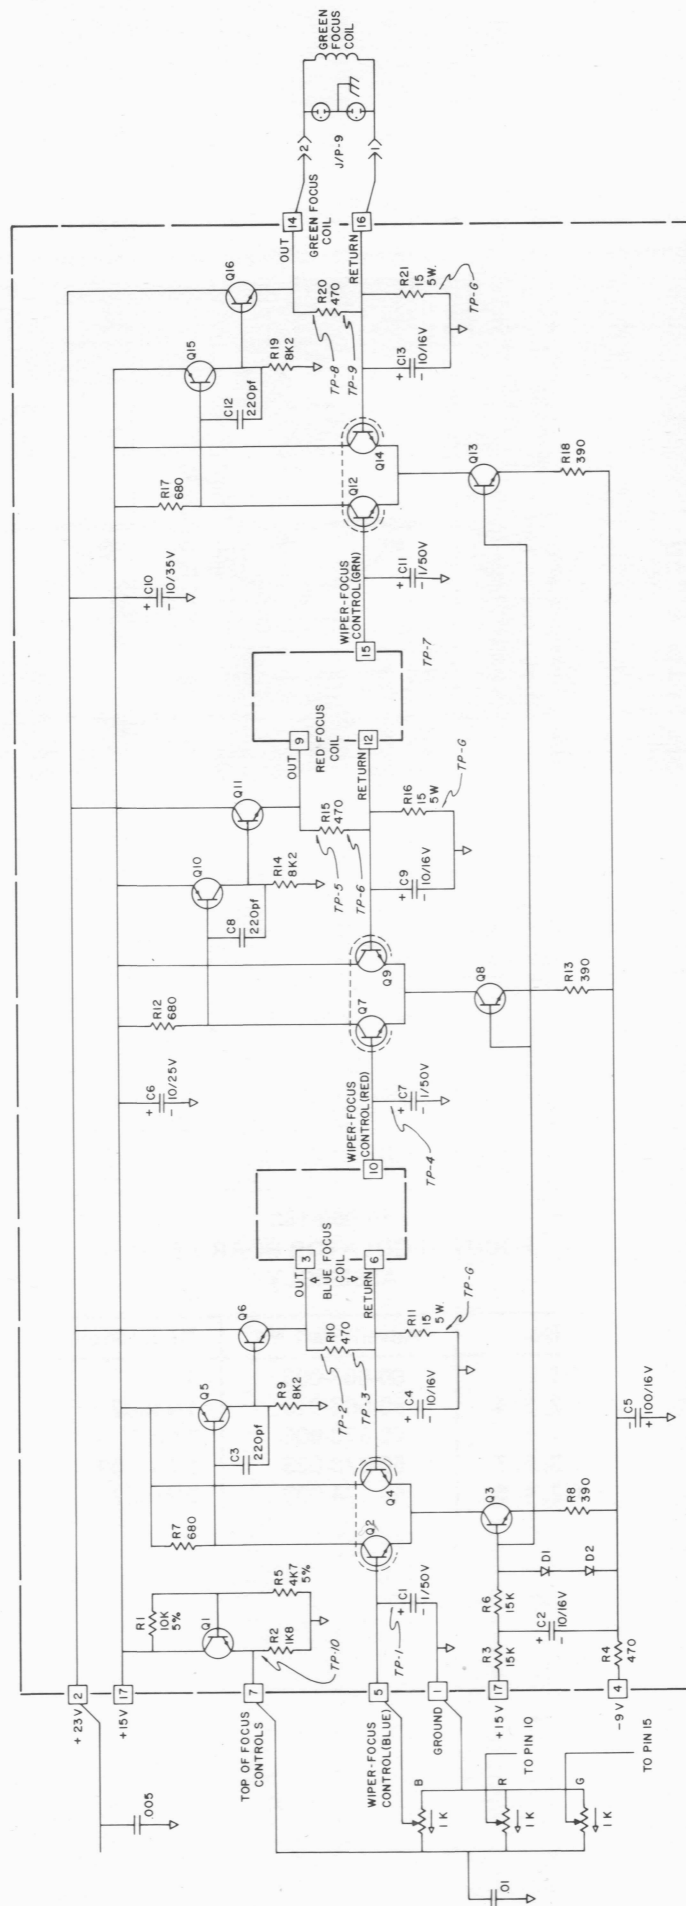 +23V
2
+15V
17
.005
TOP OF FOCUS
CONTROLS
7
R1
10K
5%
Q1
R5
4K7
5%
R2
1K8
TP-10
WIPER-FOCUS
CONTROL(BLUE)
5
TP-1
C1
+
-
1/50V
1
GROUND
B
1K
R
1K
G
1K
.01
TO PIN 10
TO PIN 15
+15V
17
R3
15K
R6
15K
C2
+
-
10/16V
D1
D2
-9V
4
R4
470
R7
680
Q5
C3
220pf
R9
8K2
Q6
Q2
Q4
Q3
R8
390
OUT
3
BLUE FOCUS
COIL
6
RETURN
R10
470
TP-2
TP-3
C4
+
-
10/16V
R11
15
5W.
TP-G
C5
-
+
100/16V
C6
+
-
10/25V
WIPER-FOCUS
CONTROL(RED)
10
TP-4
C7
+
-
1/50V
R12
680
Q10
C8
220pf
R14
8K2
Q11
Q7
Q9
Q8
R13
390
OUT
9
RED FOCUS
COIL
12
RETURN
R15
470
TP-5
TP-6
C9
+
-
10/16V
R16
15
5W
TP-G
C10
+
-
10/35V
WIPER-FOCUS
CONTROL(GRN)
15
TP-7
C11
+
-
1/50V
R17
680
Q15
C12
220pf
R19
8K2
Q16
Q12
Q14
Q13
R18
390
OUT
14
GREEN FOCUS
COIL
16
RETURN
R20
470
TP-8
TP-9
C13
+
-
10/16V
R21
15
5W.
TP-G
2
J/P-9
1
GREEN
FOCUS
COIL